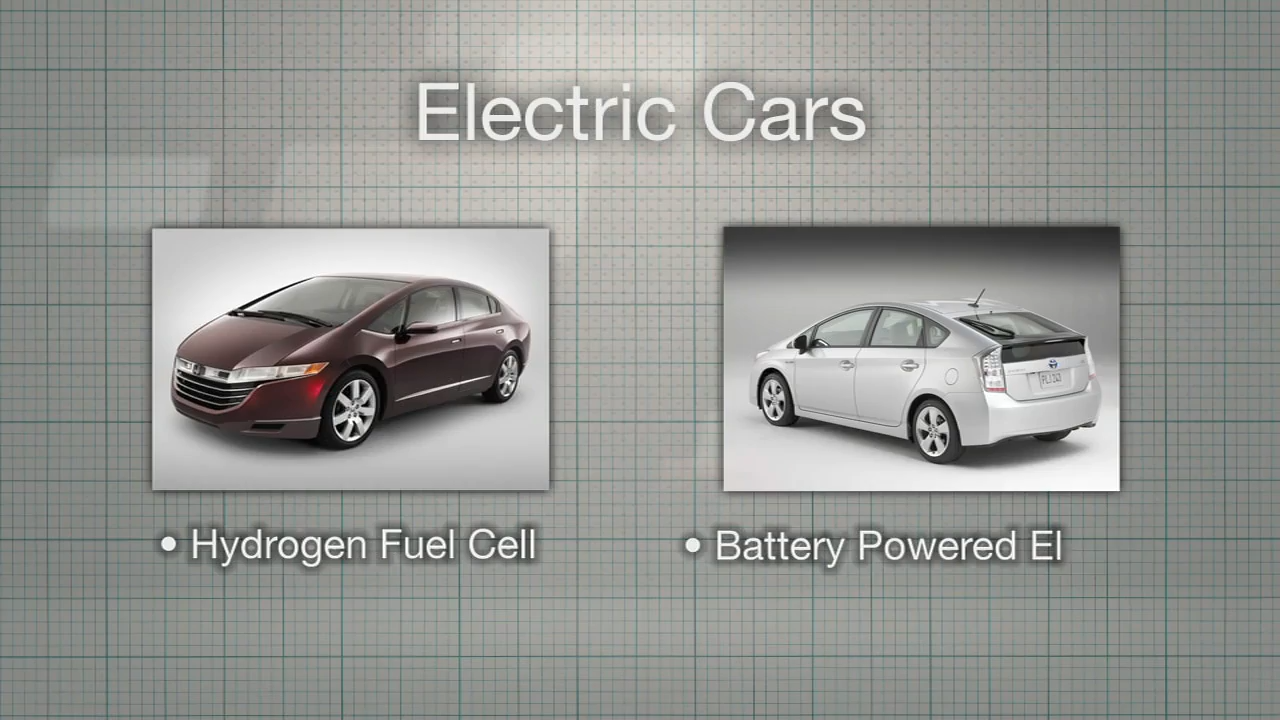 Electric Cars
• Hydrogen Fuel Cell
• Battery Powered El